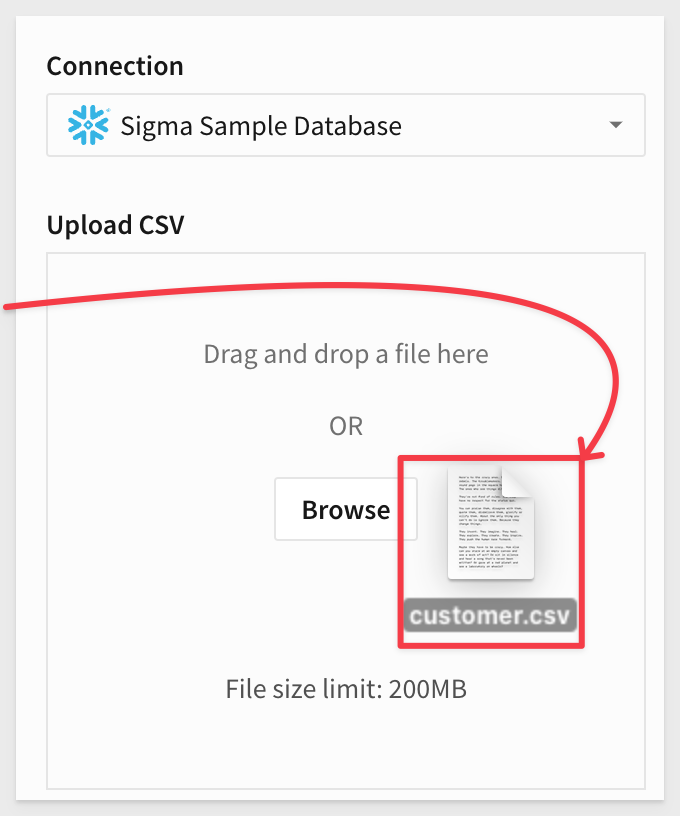 Connection
Sigma Sample Database
Upload CSV
Drag and drop a file here
OR
Browse
customer.csv
File size limit: 200MB